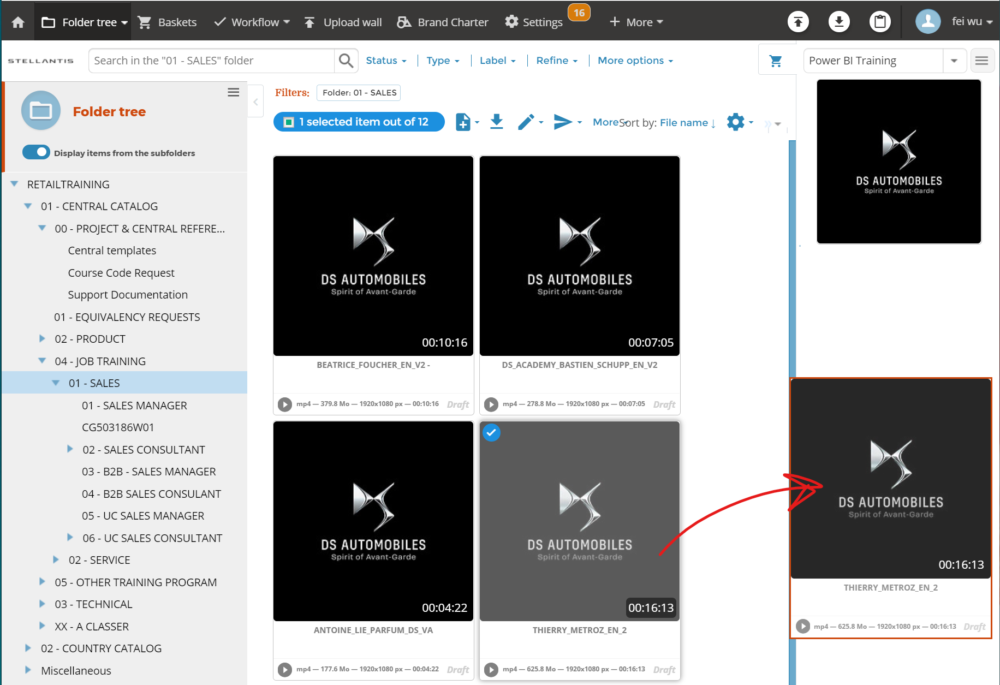 Folder tree
Baskets
Workflow
Upload wall
Brand Charter
Settings
16
More
fei wu
STELLANTIS
Search in the "01 - SALES" folder
Status
Type
Label
Refine
More options
Power BI Training
Folder tree
Display items from the subfolders
Filters:
Folder: 01 - SALES
1 selected item out of 12
More
Sort by: File name ↓
RETAILTRAINING
01 - CENTRAL CATALOG
00 - PROJECT & CENTRAL REFERE...
Central templates
Course Code Request
Support Documentation
01 - EQUIVALENCY REQUESTS
02 - PRODUCT
04 - JOB TRAINING
01 - SALES
01 - SALES MANAGER
CG503186W01
02 - SALES CONSULTANT
03 - B2B - SALES MANAGER
04 - B2B SALES CONSULANT
05 - UC SALES MANAGER
06 - UC SALES CONSULTANT
02 - SERVICE
05 - OTHER TRAINING PROGRAM
03 - TECHNICAL
XX - A CLASSER
02 - COUNTRY CATALOG
Miscellaneous
DS AUTOMOBILES
Spirit of Avant-Garde
00:10:16
BEATRICE_FOUCHER_EN_V2 -
mp4 — 379.8 Mo — 1920x1080 px — 00:10:16
Draft
DS AUTOMOBILES
Spirit of Avant-Garde
00:07:05
DS_ACADEMY_BASTIEN_SCHUPP_EN_V2
mp4 — 278.8 Mo — 1920x1080 px — 00:07:05
Draft
DS AUTOMOBILES
Spirit of Avant-Garde
00:04:22
ANTOINE_LIE_PARFUM_DS_VA
mp4 — 177.6 Mo — 1920x1080 px — 00:04:22
Draft
DS AUTOMOBILES
Spirit of Avant-Garde
00:16:13
THIERRY_METROZ_EN_2
mp4 — 625.8 Mo — 1920x1080 px — 00:16:13
Draft
DS AUTOMOBILES
Spirit of Avant-Garde
DS AUTOMOBILES
Spirit of Avant-Garde
00:16:13
THIERRY_METROZ_EN_2
mp4 — 625.8 Mo — 1920x1080 px — 00:16:13
Draft